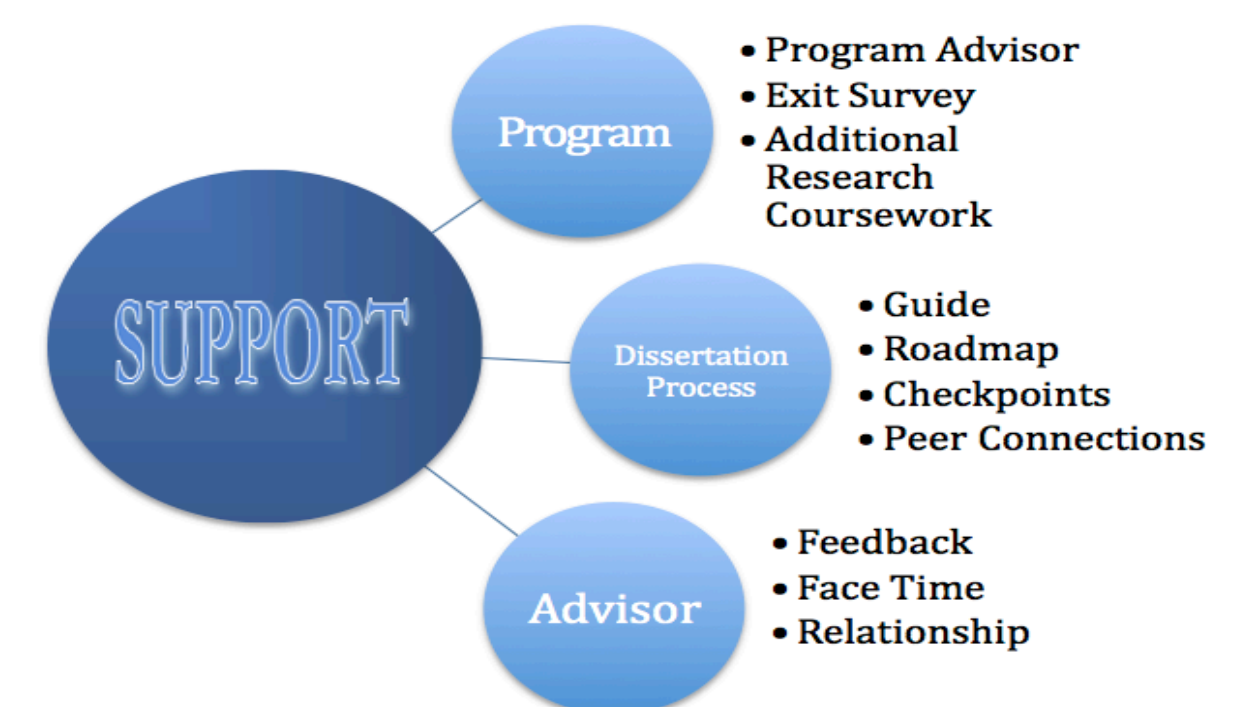 SUPPORT
Program
• Program Advisor
• Exit Survey
• Additional
Research
Coursework
Dissertation
Process
• Guide
• Roadmap
• Checkpoints
• Peer Connections
Advisor
• Feedback
• Face Time
• Relationship